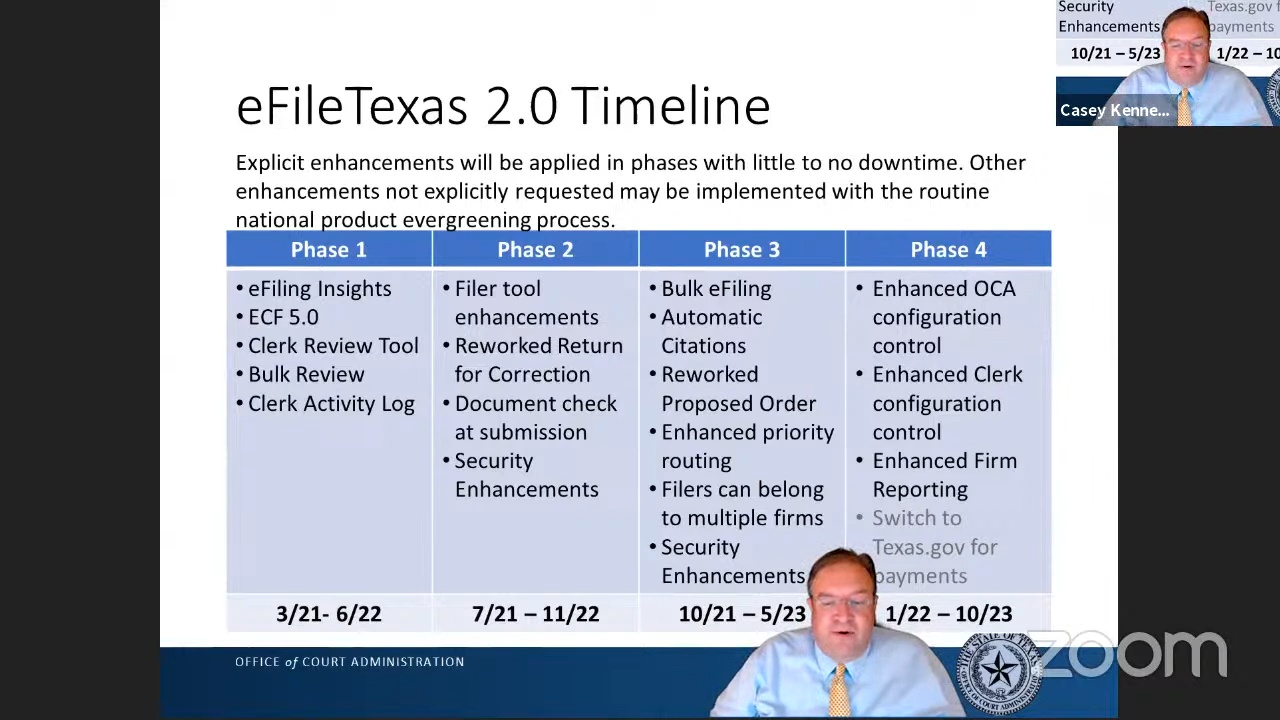 Security
Enhancements
Texas.gov f
payments
10/21 – 5/23
1/22 – 10
Casey Kenne...
eFileTexas 2.0 Timeline
Explicit enhancements will be applied in phases with little to no downtime. Other
enhancements not explicitly requested may be implemented with the routine
national product evergreening process.
Phase 1
Phase 2
Phase 3
Phase 4
• eFiling Insights
• ECF 5.0
• Clerk Review Tool
• Bulk Review
• Clerk Activity Log
• Filer tool
enhancements
• Reworked Return
for Correction
• Document check
at submission
• Security
Enhancements
• Bulk eFiling
• Automatic
Citations
• Reworked
Proposed Order
• Enhanced priority
routing
• Filers can belong
to multiple firms
• Security
Enhancements
• Enhanced OCA
configuration
control
• Enhanced Clerk
configuration
control
• Enhanced Firm
Reporting
• Switch to
Texas.gov for
payments
3/21- 6/22
7/21 – 11/22
10/21 – 5/23
1/22 – 10/23
OFFICE of COURT ADMINISTRATION
zoom